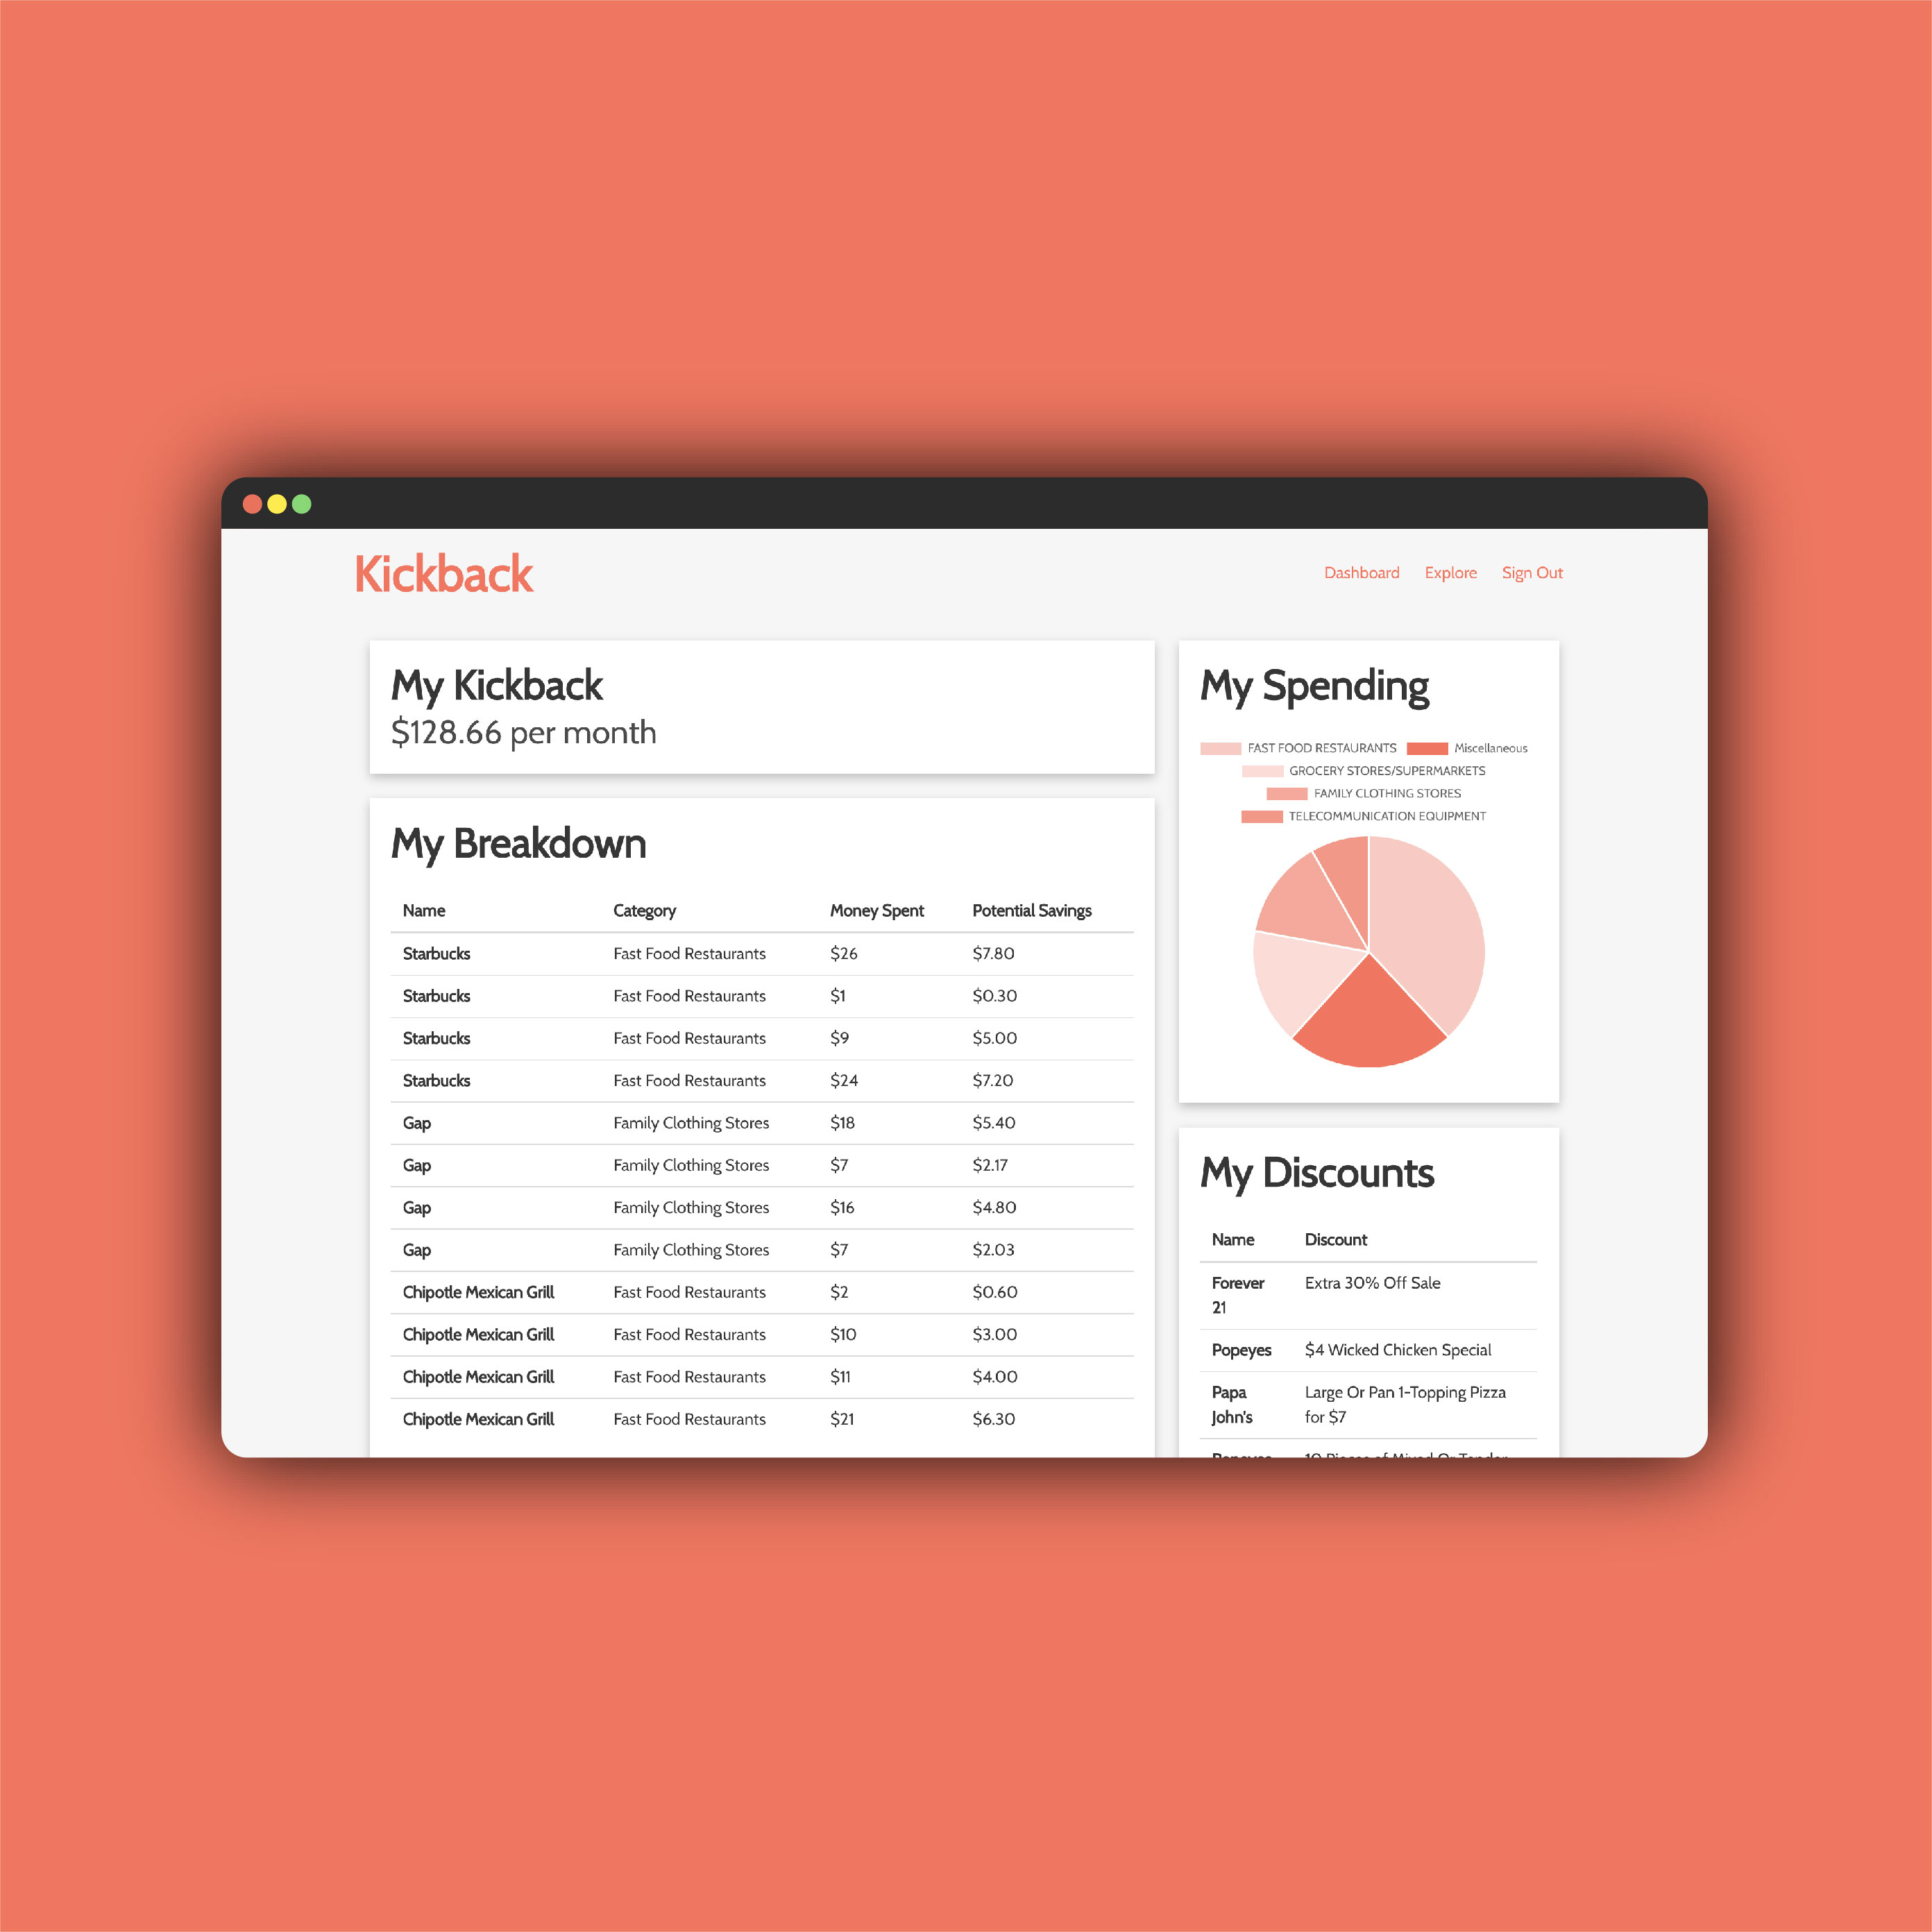 Kickback
Dashboard Explore Sign Out
My Kickback
$128.66 per month
My Breakdown
Name Category Money Spent Potential Savings
Starbucks Fast Food Restaurants $26 $7.80
Starbucks Fast Food Restaurants $1 $0.30
Starbucks Fast Food Restaurants $9 $5.00
Starbucks Fast Food Restaurants $24 $7.20
Gap Family Clothing Stores $18 $5.40
Gap Family Clothing Stores $7 $2.17
Gap Family Clothing Stores $16 $4.80
Gap Family Clothing Stores $7 $2.03
Chipotle Mexican Grill Fast Food Restaurants $2 $0.60
Chipotle Mexican Grill Fast Food Restaurants $10 $3.00
Chipotle Mexican Grill Fast Food Restaurants $11 $4.00
Chipotle Mexican Grill Fast Food Restaurants $21 $6.30
My Spending
FAST FOOD RESTAURANTS Miscellaneous
GROCERY STORES/SUPERMARKETS
FAMILY CLOTHING STORES
TELECOMMUNICATION EQUIPMENT
My Discounts
Name Discount
Forever Extra 30% Off Sale
21
Popeyes $4 Wicked Chicken Special
Papa Large Or Pan 1-Topping Pizza
John's for $7
Popeyes 10 Pieces of Mixed Or Tender